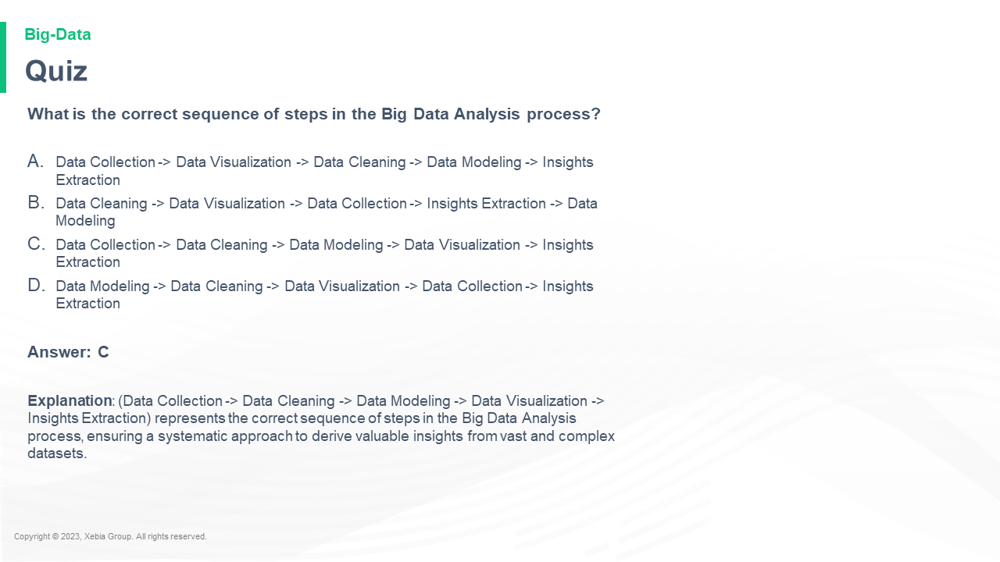 Big-Data
Quiz
What is the correct sequence of steps in the Big Data Analysis process?
A. Data Collection -> Data Visualization -> Data Cleaning -> Data Modeling -> Insights
Extraction
B. Data Cleaning -> Data Visualization -> Data Collection -> Insights Extraction -> Data
Modeling
C. Data Collection -> Data Cleaning -> Data Modeling -> Data Visualization -> Insights
Extraction
D. Data Modeling -> Data Cleaning -> Data Visualization -> Data Collection -> Insights
Extraction
Answer: C
Explanation: (Data Collection -> Data Cleaning -> Data Modeling -> Data Visualization ->
Insights Extraction) represents the correct sequence of steps in the Big Data Analysis
process, ensuring a systematic approach to derive valuable insights from vast and complex
datasets.
Copyright © 2023, Xebia Group. All rights reserved.